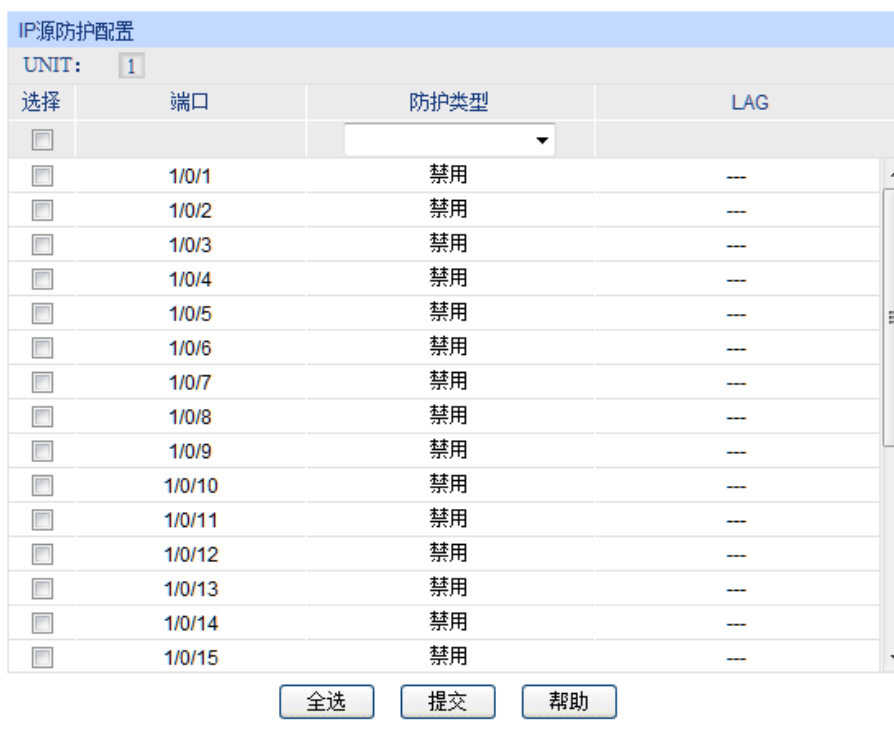 IP源防护配置
UNIT: 1
选择 端口 防护类型 LAG
1/0/1 禁用 ---
1/0/2 禁用 ---
1/0/3 禁用 ---
1/0/4 禁用 ---
1/0/5 禁用 ---
1/0/6 禁用 ---
1/0/7 禁用 ---
1/0/8 禁用 ---
1/0/9 禁用 ---
1/0/10 禁用 ---
1/0/11 禁用 ---
1/0/12 禁用 ---
1/0/13 禁用 ---
1/0/14 禁用 ---
1/0/15 禁用 ---
全选 提交 帮助